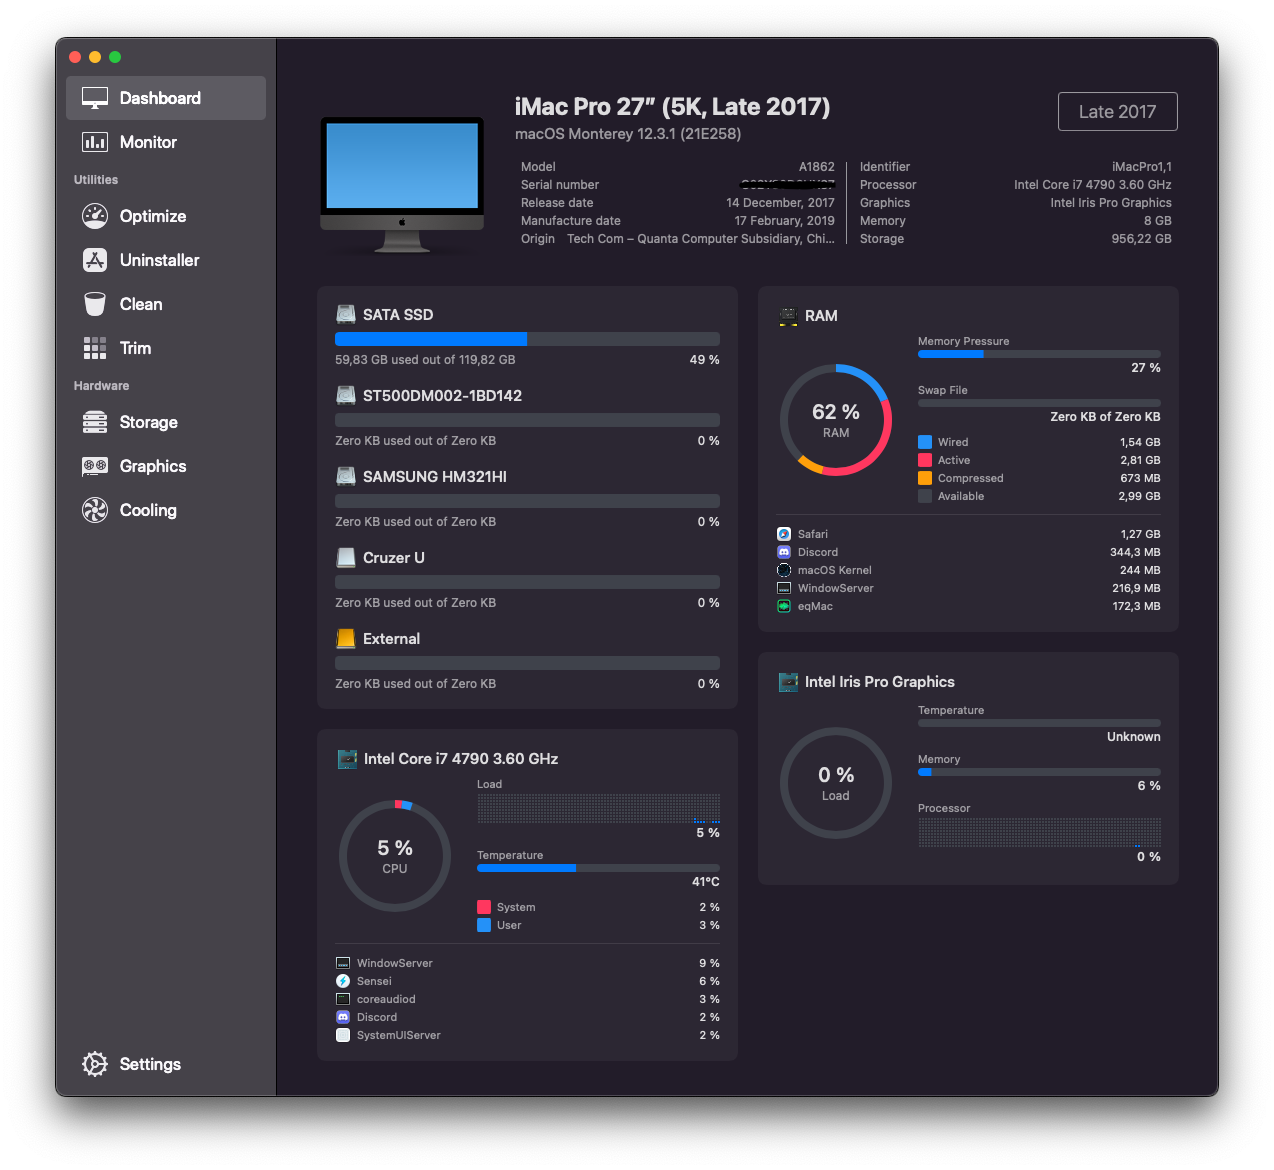 Dashboard
Monitor
Utilities
Optimize
Uninstaller
Clean
Trim
Hardware
Storage
Graphics
Cooling
Settings
iMac Pro 27″ (5K, Late 2017)
macOS Monterey 12.3.1 (21E258)
Late 2017
Model A1862
Serial number
Release date 14 December, 2017
Manufacture date 17 February, 2019
Origin Tech Com – Quanta Computer Subsidiary, Chi...
Identifier iMacPro1,1
Processor Intel Core i7 4790 3.60 GHz
Graphics Intel Iris Pro Graphics
Memory 8 GB
Storage 956,22 GB
SATA SSD
59,83 GB used out of 119,82 GB 49 %
ST500DM002-1BD142
Zero KB used out of Zero KB 0 %
SAMSUNG HM321HI
Zero KB used out of Zero KB 0 %
Cruzer U
Zero KB used out of Zero KB 0 %
External
Zero KB used out of Zero KB 0 %
Intel Core i7 4790 3.60 GHz
5 %
CPU
Load
5 %
Temperature
41°C
System 2 %
User 3 %
WindowServer 9 %
Sensei 6 %
coreaudiod 3 %
Discord 2 %
SystemUIServer 2 %
RAM
62 %
RAM
Memory Pressure
27 %
Swap File
Zero KB of Zero KB
Wired 1,54 GB
Active 2,81 GB
Compressed 673 MB
Available 2,99 GB
Safari 1,27 GB
Discord 344,3 MB
macOS Kernel 244 MB
WindowServer 216,9 MB
eqMac 172,3 MB
Intel Iris Pro Graphics
0 %
Load
Temperature
Unknown
Memory
6 %
Processor
0 %